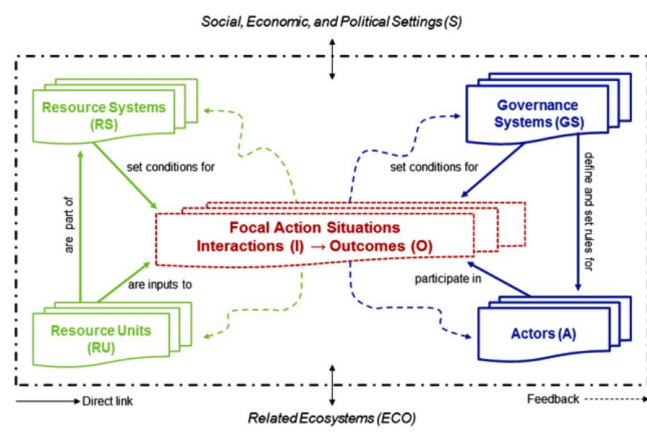 Social, Economic, and Political Settings (S)
Resource Systems
(RS)
Governance
Systems (GS)
set conditions for
set conditions for
are part of
define and set rules for
Focal Action Situations
Interactions (I) → Outcomes (O)
are inputs to
participate in
Resource Units
(RU)
Actors (A)
Direct link
Feedback
Related Ecosystems (ECO)